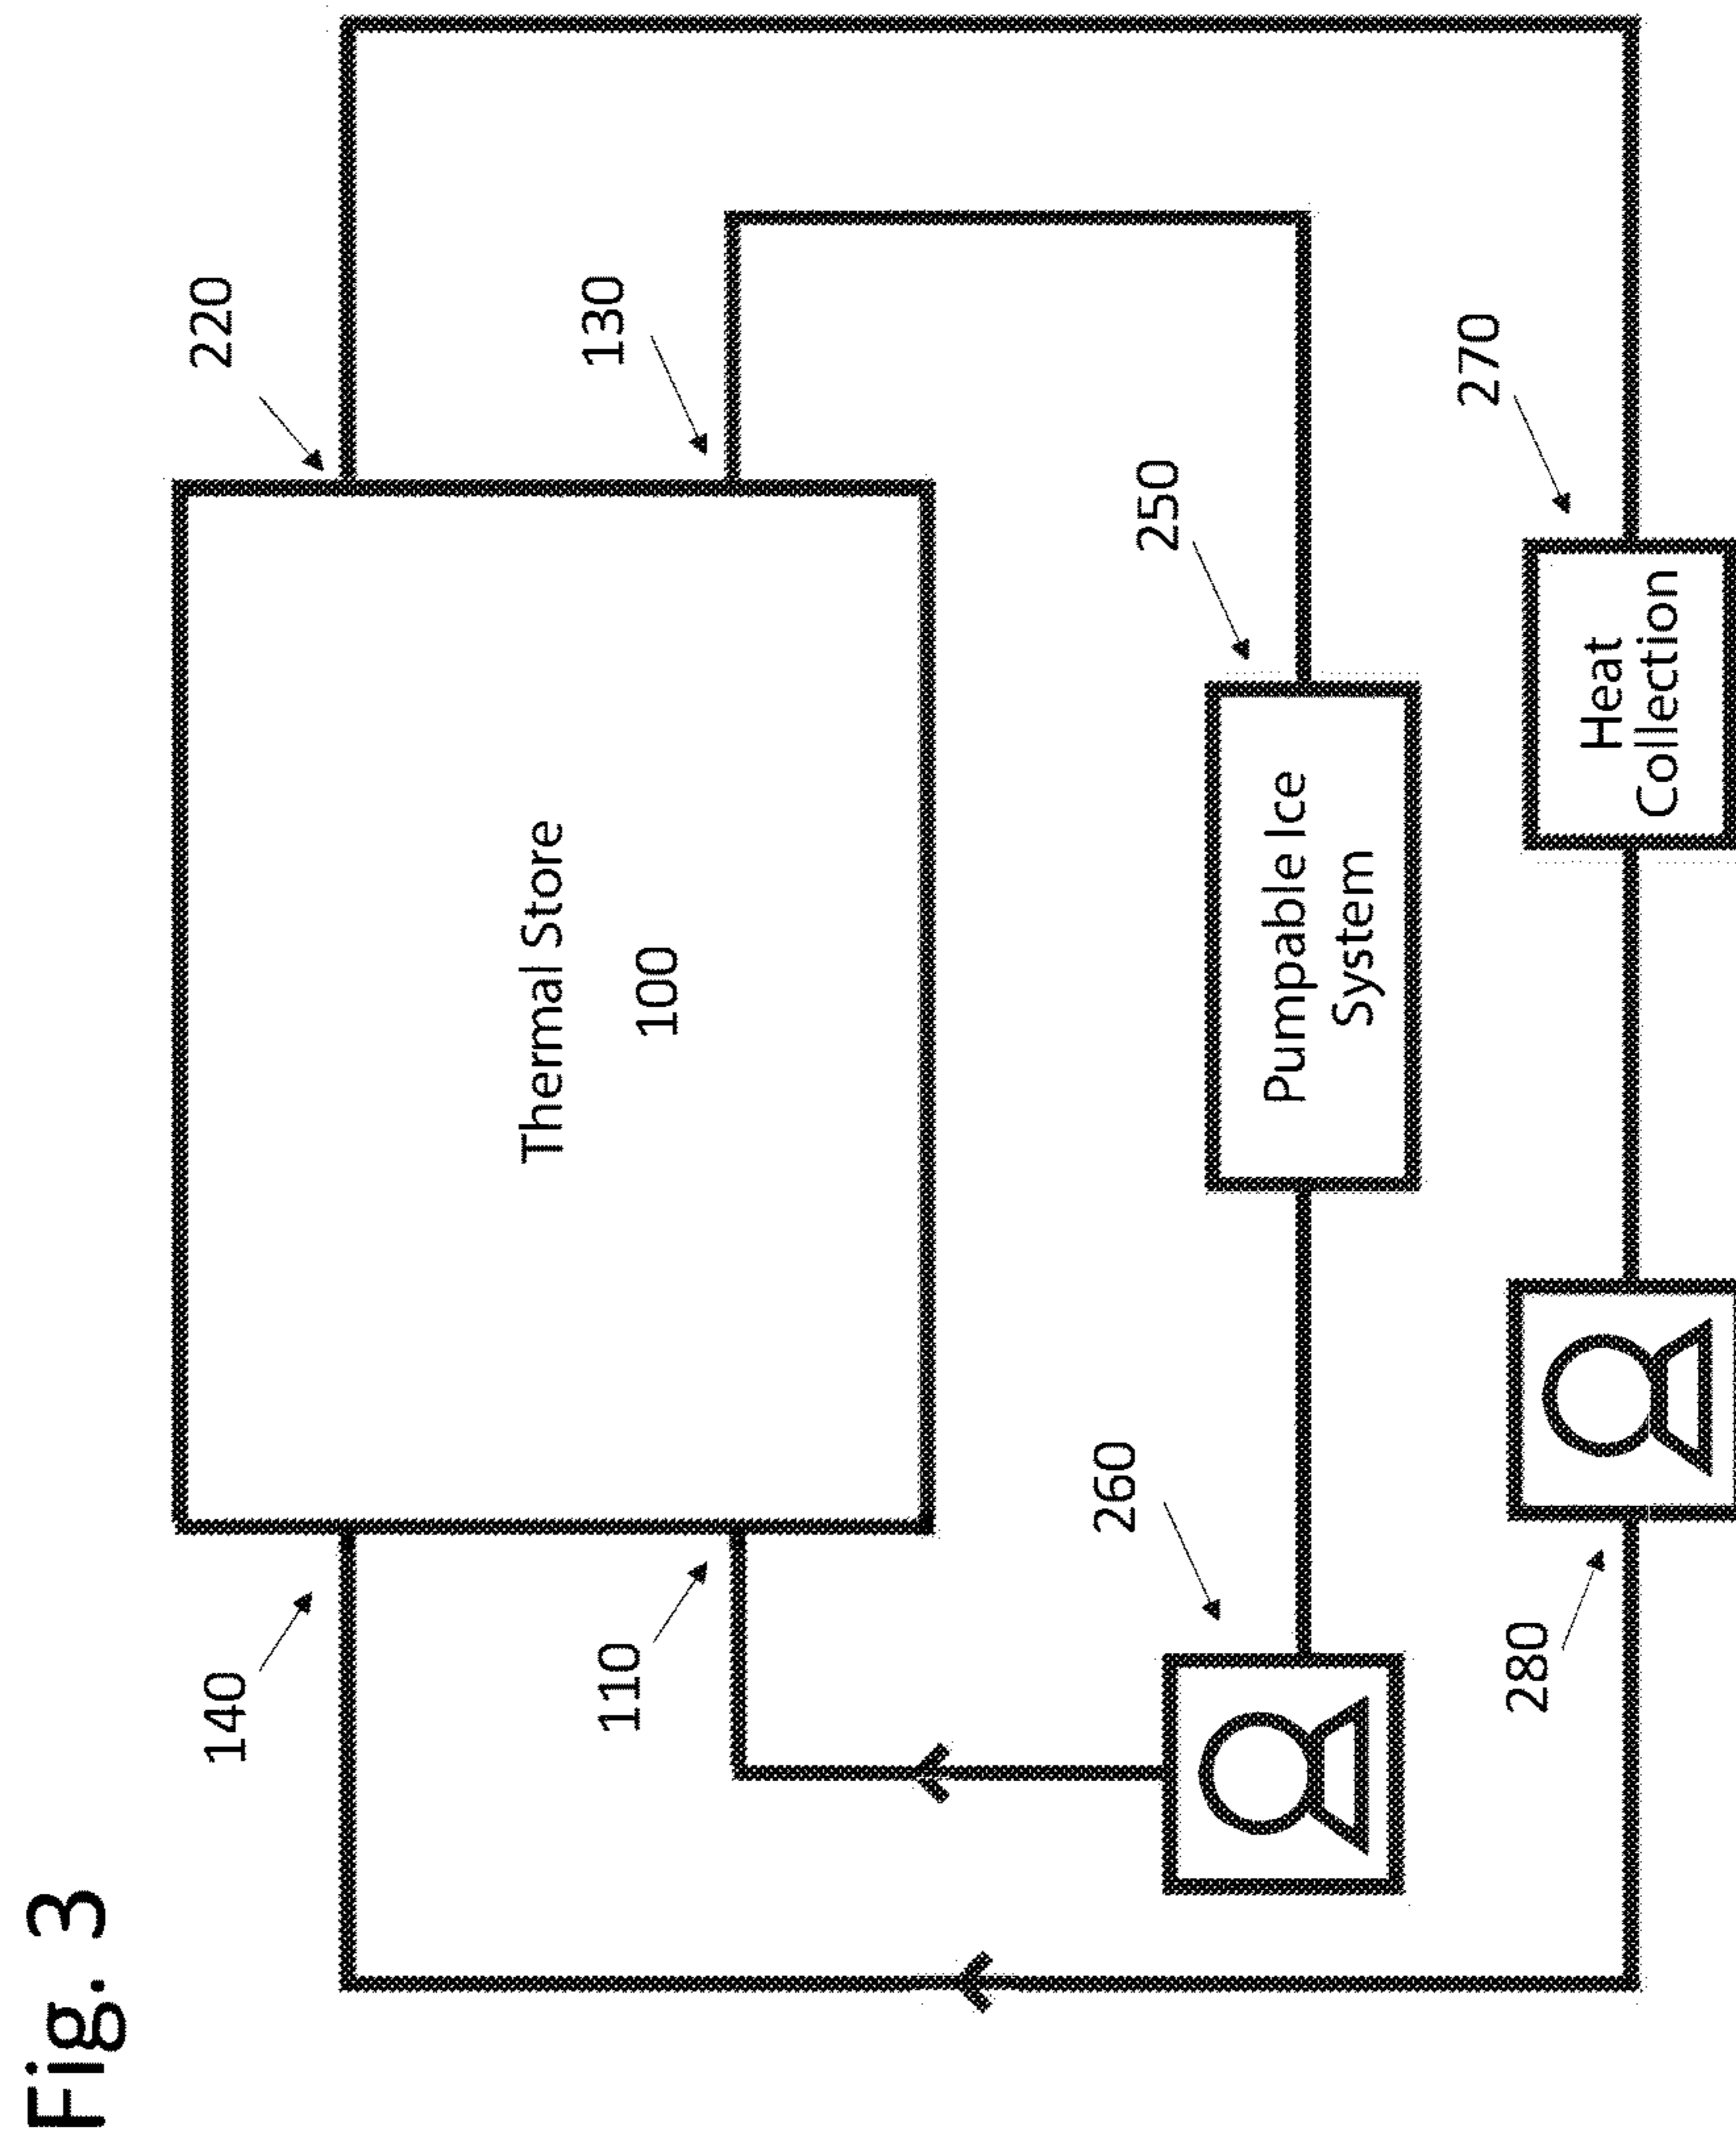 Fig. 3
140
220
110
130
Thermal Store
100
260
250
Pumpable Ice
System
280
270
Heat
Collection